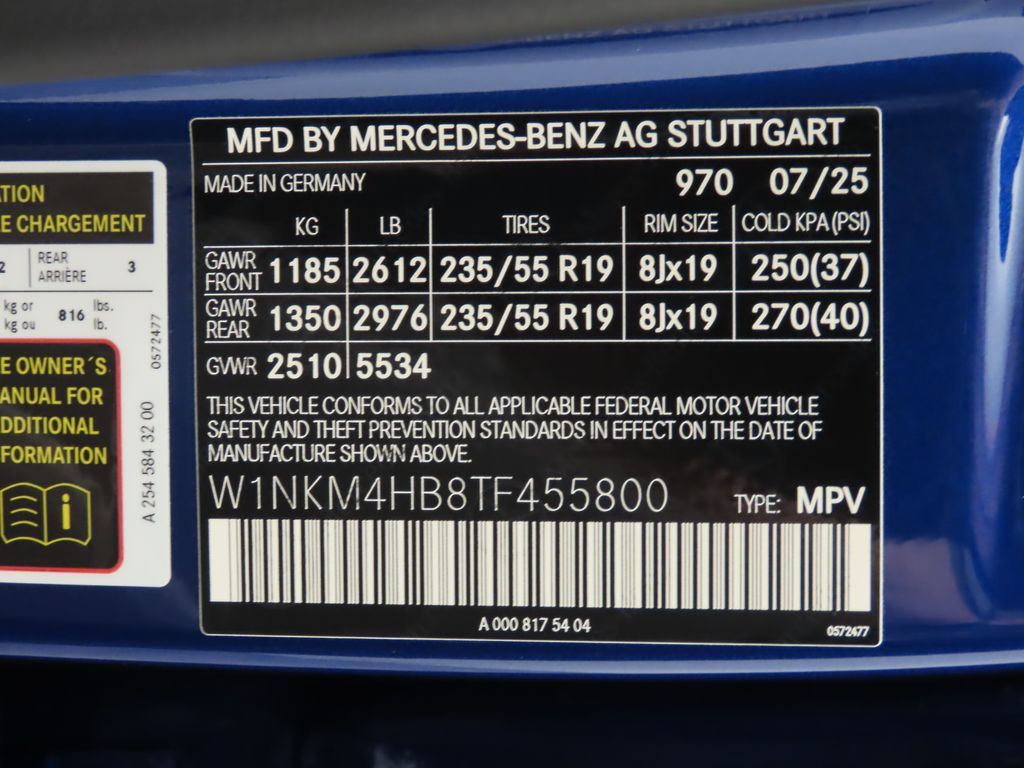 MFD BY MERCEDES-BENZ AG STUTTGART
MADE IN GERMANY 970 07/25
KG LB TIRES RIM SIZE COLD KPA (PSI)
GAWR FRONT 1185 2612 235/55 R19 8Jx19 250(37)
GAWR REAR 1350 2976 235/55 R19 8Jx19 270(40)
GVWR 2510 5534
THIS VEHICLE CONFORMS TO ALL APPLICABLE FEDERAL MOTOR VEHICLE
SAFETY AND THEFT PREVENTION STANDARDS IN EFFECT ON THE DATE OF
MANUFACTURE SHOWN ABOVE.
W1NKM4HB8TF455800 TYPE: MPV
A 000 817 54 04
0572477
ATION
E CHARGEMENT
2 REAR 3
ARRIÈRE
kg or 816 lbs.
kg ou lb.
E OWNER´S
ANUAL FOR
DDITIONAL
FORMATION
i
0572477
A 254 584 32 00